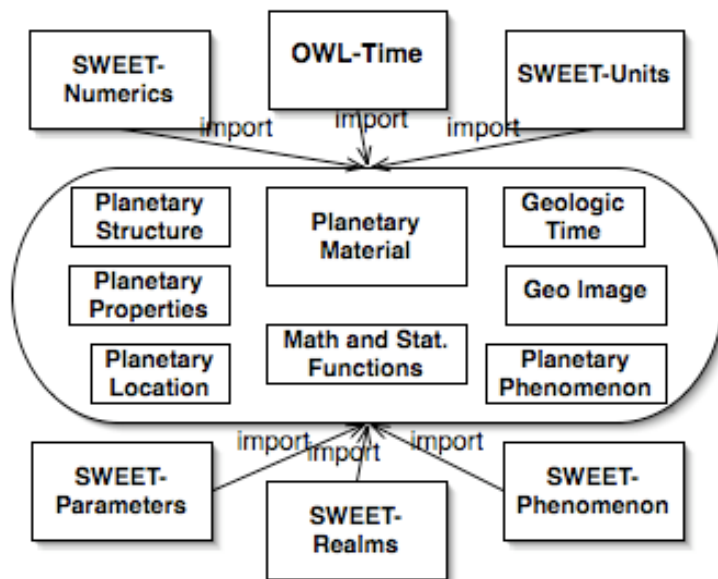 SWEET-
Numerics
OWL-Time
SWEET-Units
import
import
import
Planetary
Structure
Planetary
Material
Geologic
Time
Planetary
Properties
Geo Image
Math and Stat.
Functions
Planetary
Location
Planetary
Phenomenon
import
import
import
SWEET-
Parameters
SWEET-
Realms
SWEET-
Phenomenon